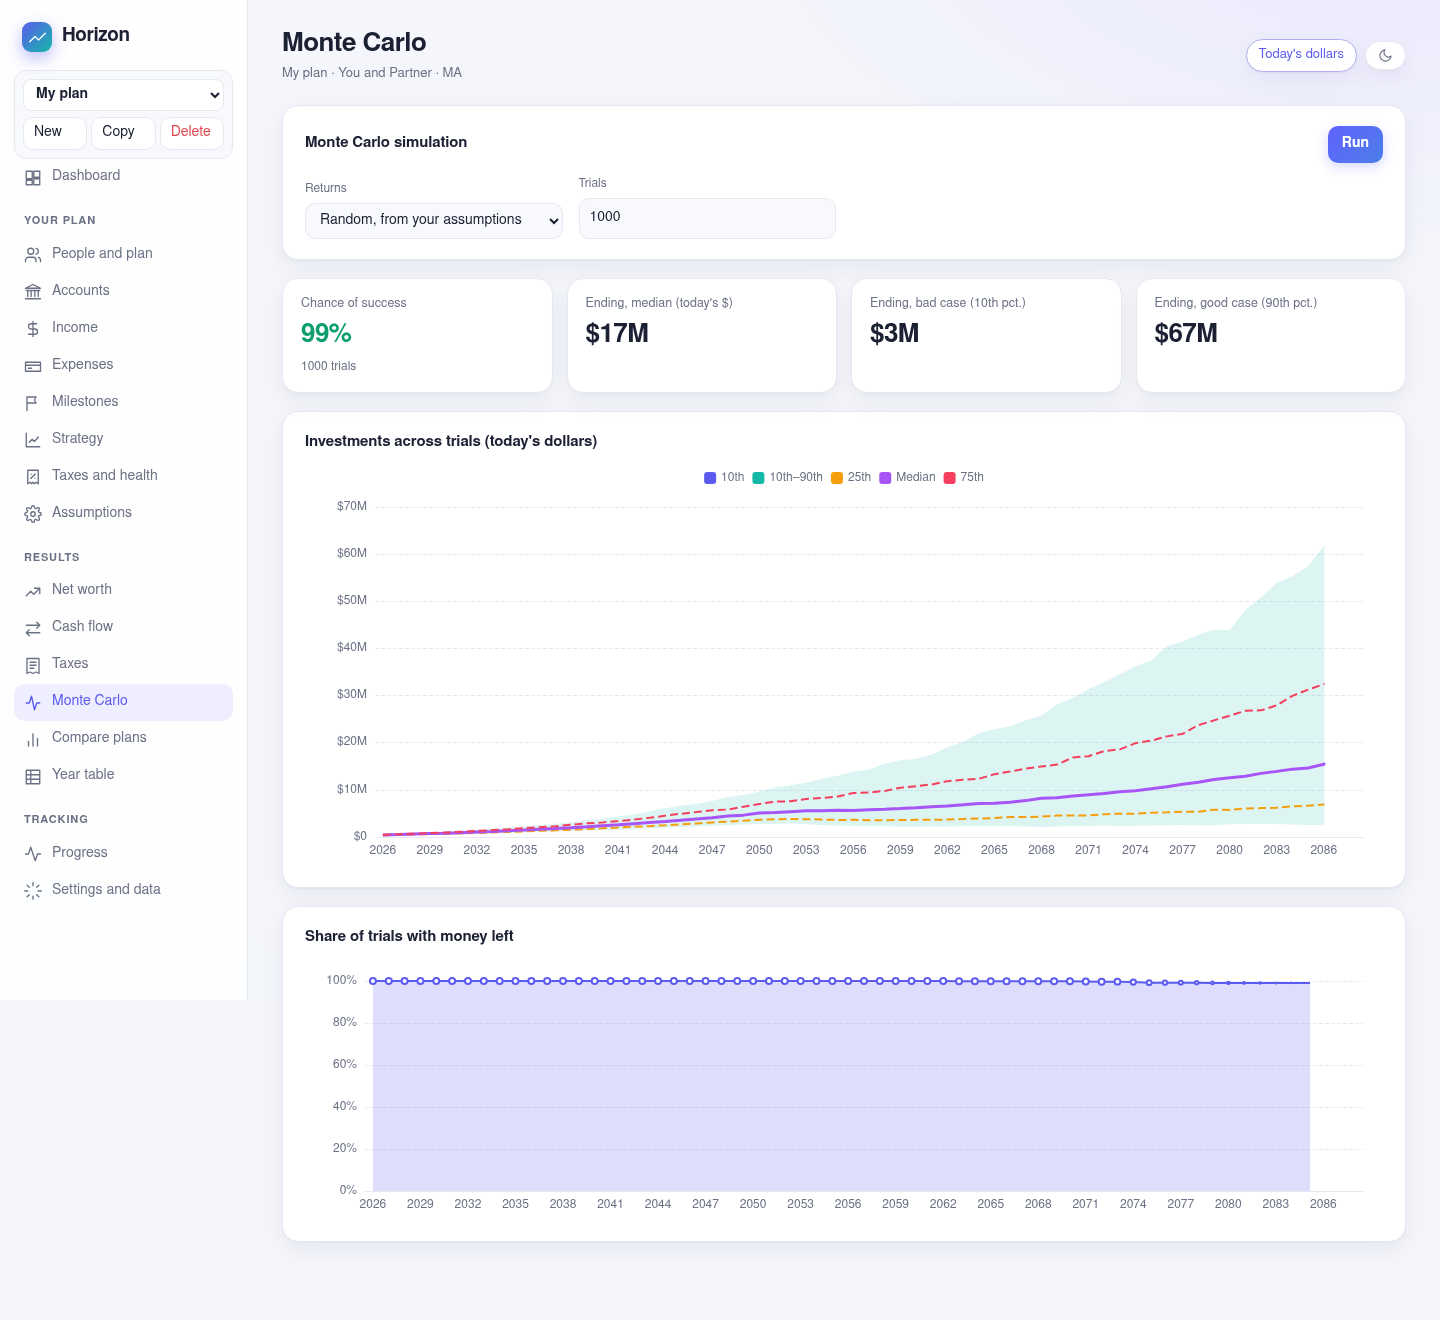 Horizon
My plan
New Copy Delete
Dashboard
YOUR PLAN
People and plan
Accounts
Income
Expenses
Milestones
Strategy
Taxes and health
Assumptions
RESULTS
Net worth
Cash flow
Taxes
Monte Carlo
Compare plans
Year table
TRACKING
Progress
Settings and data
Monte Carlo
My plan · You and Partner · MA
Today's dollars
Monte Carlo simulation
Run
Returns
Random, from your assumptions
Trials
1000
Chance of success
99%
1000 trials
Ending, median (today's $)
$17M
Ending, bad case (10th pct.)
$3M
Ending, good case (90th pct.)
$67M
Investments across trials (today's dollars)
10th 10th–90th 25th Median 75th
$70M
$60M
$50M
$40M
$30M
$20M
$10M
$0
2026 2029 2032 2035 2038 2041 2044 2047 2050 2053 2056 2059 2062 2065 2068 2071 2074 2077 2080 2083 2086
Share of trials with money left
100%
80%
60%
40%
20%
0%
2026 2029 2032 2035 2038 2041 2044 2047 2050 2053 2056 2059 2062 2065 2068 2071 2074 2077 2080 2083 2086